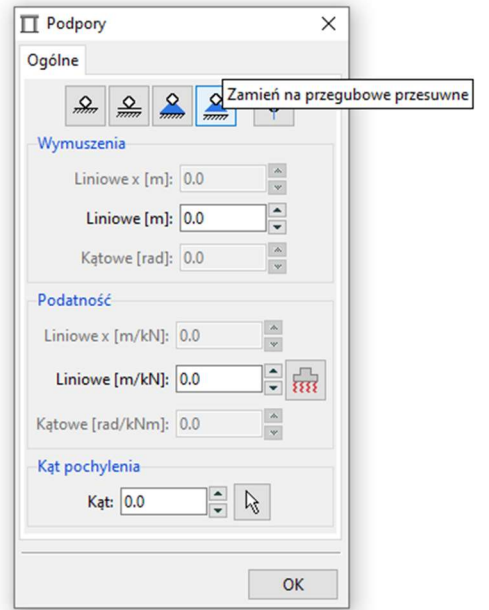 Podpory
Ogólne
Zamień na przegubowe przesuwne
Wymuszenia
Liniowe x [m]: 0.0
Liniowe [m]: 0.0
Kątowe [rad]: 0.0
Podatność
Liniowe x [m/kN]: 0.0
Liniowe [m/kN]: 0.0
Kątowe [rad/kNm]: 0.0
Kąt pochylenia
Kąt: 0.0
OK